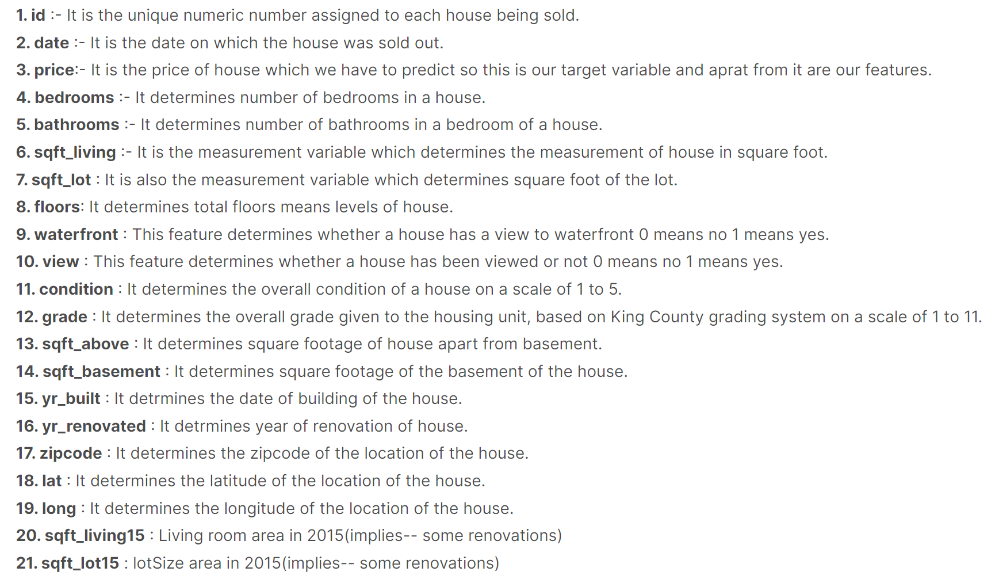 1. id :- It is the unique numeric number assigned to each house being sold.
2. date :- It is the date on which the house was sold out.
3. price:- It is the price of house which we have to predict so this is our target variable and aprat from it are our features.
4. bedrooms :- It determines number of bedrooms in a house.
5. bathrooms :- It determines number of bathrooms in a bedroom of a house.
6. sqft_living :- It is the measurement variable which determines the measurement of house in square foot.
7. sqft_lot : It is also the measurement variable which determines square foot of the lot.
8. floors: It determines total floors means levels of house.
9. waterfront : This feature determines whether a house has a view to waterfront 0 means no 1 means yes.
10. view : This feature determines whether a house has been viewed or not 0 means no 1 means yes.
11. condition : It determines the overall condition of a house on a scale of 1 to 5.
12. grade : It determines the overall grade given to the housing unit, based on King County grading system on a scale of 1 to 11.
13. sqft_above : It determines square footage of house apart from basement.
14. sqft_basement : It determines square footage of the basement of the house.
15. yr_built : It detrmines the date of building of the house.
16. yr_renovated : It detrmines year of renovation of house.
17. zipcode : It determines the zipcode of the location of the house.
18. lat : It determines the latitude of the location of the house.
19. long : It determines the longitude of the location of the house.
20. sqft_living15 : Living room area in 2015(implies-- some renovations)
21. sqft_lot15 : lotSize area in 2015(implies-- some renovations)